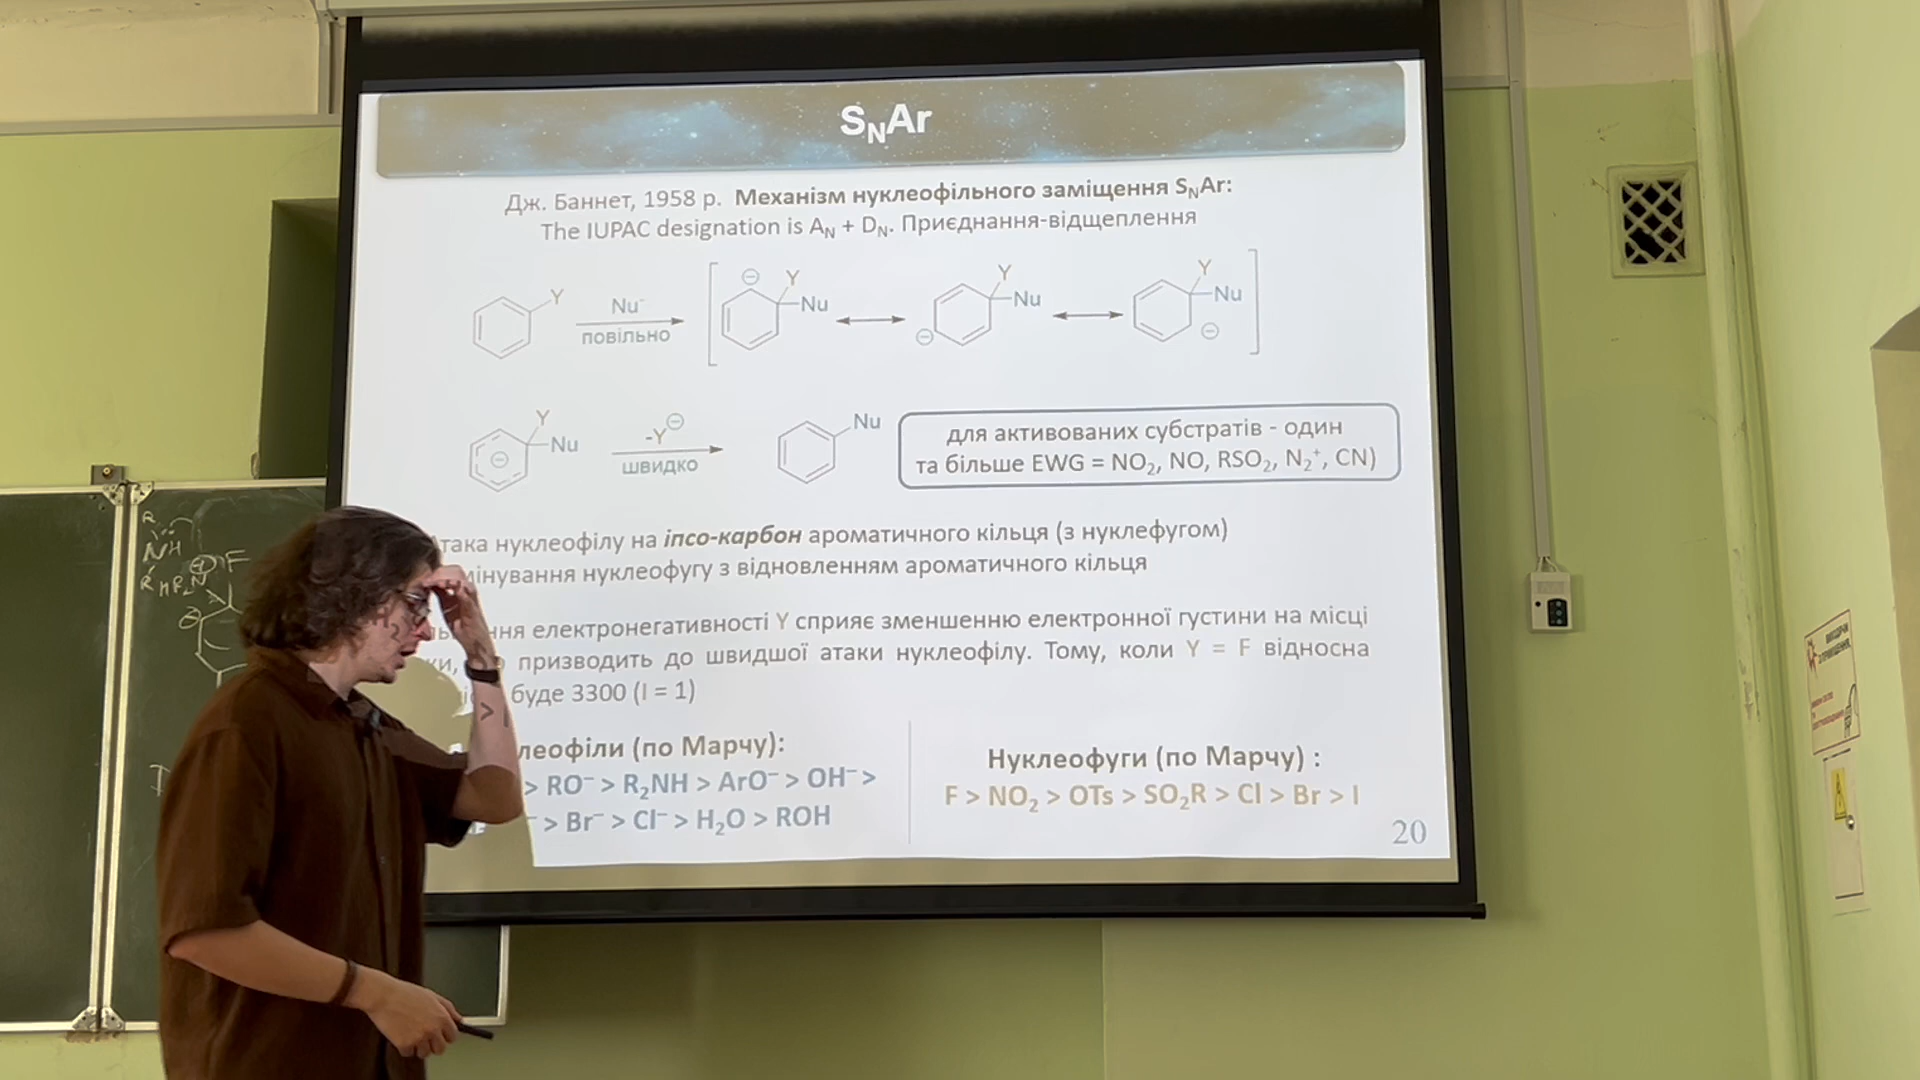 SNAr
Дж. Баннет, 1958 р. Механізм нуклеофільного заміщення SNAr:
The IUPAC designation is AN + DN. Приєднання-відщеплення
Y
Nu⁻
повільно
⊖ Y
Nu
Y
Nu
⊖
Y
Nu
⊖
Y
Nu
⊖
-Y⊖
швидко
Nu
для активованих субстратів - один
та більше EWG = NO₂, NO, RSO₂, N₂⁺, CN)
така нуклеофілу на іпсо-карбон ароматичного кільця (з нуклефугом)
мінування нуклеофугу з відновленням ароматичного кільця
ння електронегативності Y сприяє зменшенню електронної густини на місці
призводить до швидшої атаки нуклеофілу. Тому, коли Y = F відносна
буде 3300 (I = 1)
леофіли (по Марчу):
> RO⁻ > R₂NH > ArO⁻ > OH⁻ >
⁻ > Br⁻ > Cl⁻ > H₂O > ROH
Нуклеофуги (по Марчу) :
F > NO₂ > OTs > SO₂R > Cl > Br > I
20
R
NH
F